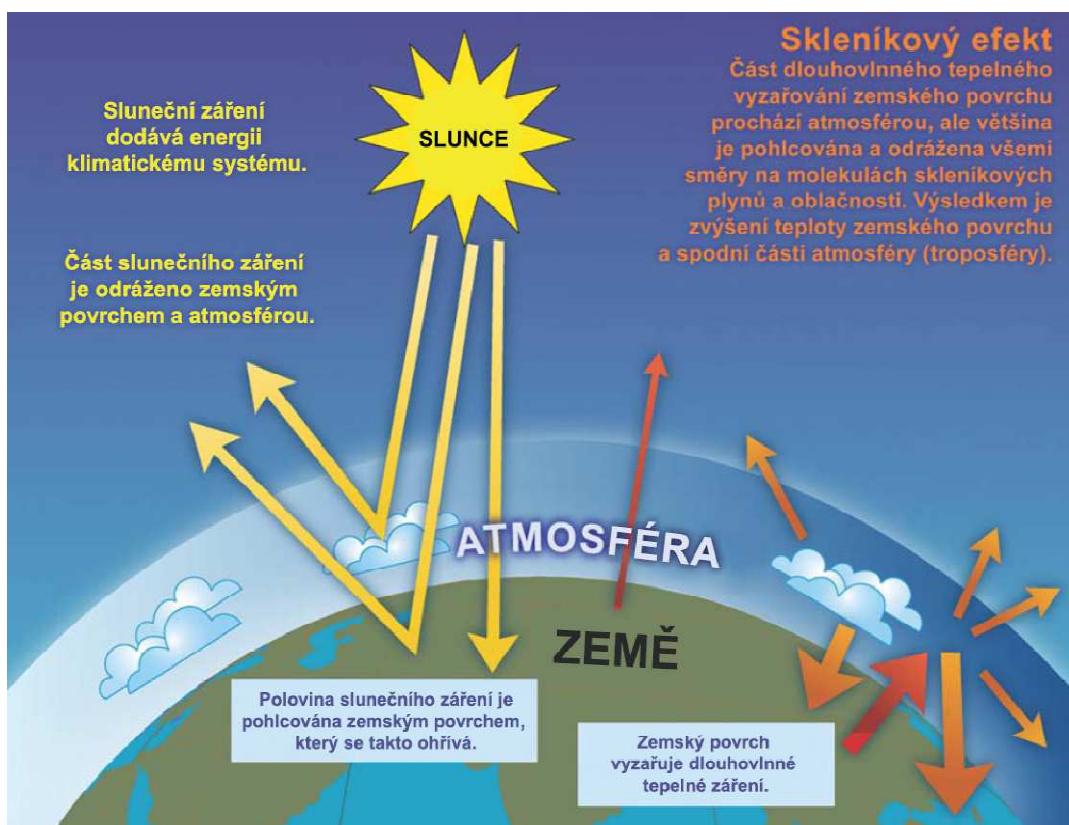 Skleníkový efekt
Část dlouhovlnného tepelného
vyzařování zemského povrchu
prochází atmosférou, ale většina
je pohlcována a odrážena všemi
směry na molekulách skleníkových
plynů a oblačnosti. Výsledkem je
zvýšení teploty zemského povrchu
a spodní části atmosféry (troposféry).
Sluneční záření
dodává energii
klimatickému systému.
SLUNCE
Část slunečního záření
je odráženo zemským
povrchem a atmosférou.
ATMOSFÉRA
ZEMĚ
Polovina slunečního záření je
pohlcována zemským povrchem,
který se takto ohřívá.
Zemský povrch
vyzařuje dlouhovlnné
tepelné záření.